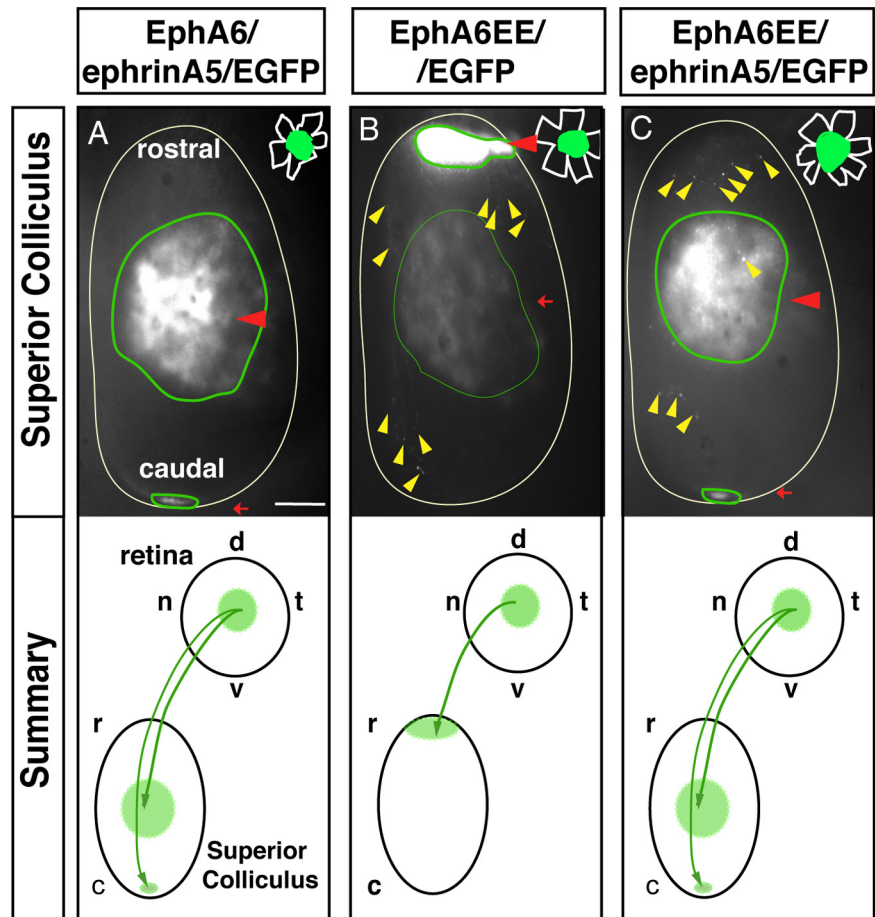 EphA6/
ephrinA5/EGFP
EphA6EE/
/EGFP
EphA6EE/
ephrinA5/EGFP
Superior Colliculus
A
rostral
caudal
B
C
Summary
retina
d
n
t
v
r
c
Superior
Colliculus
d
n
t
v
r
c
d
n
t
v
r
c